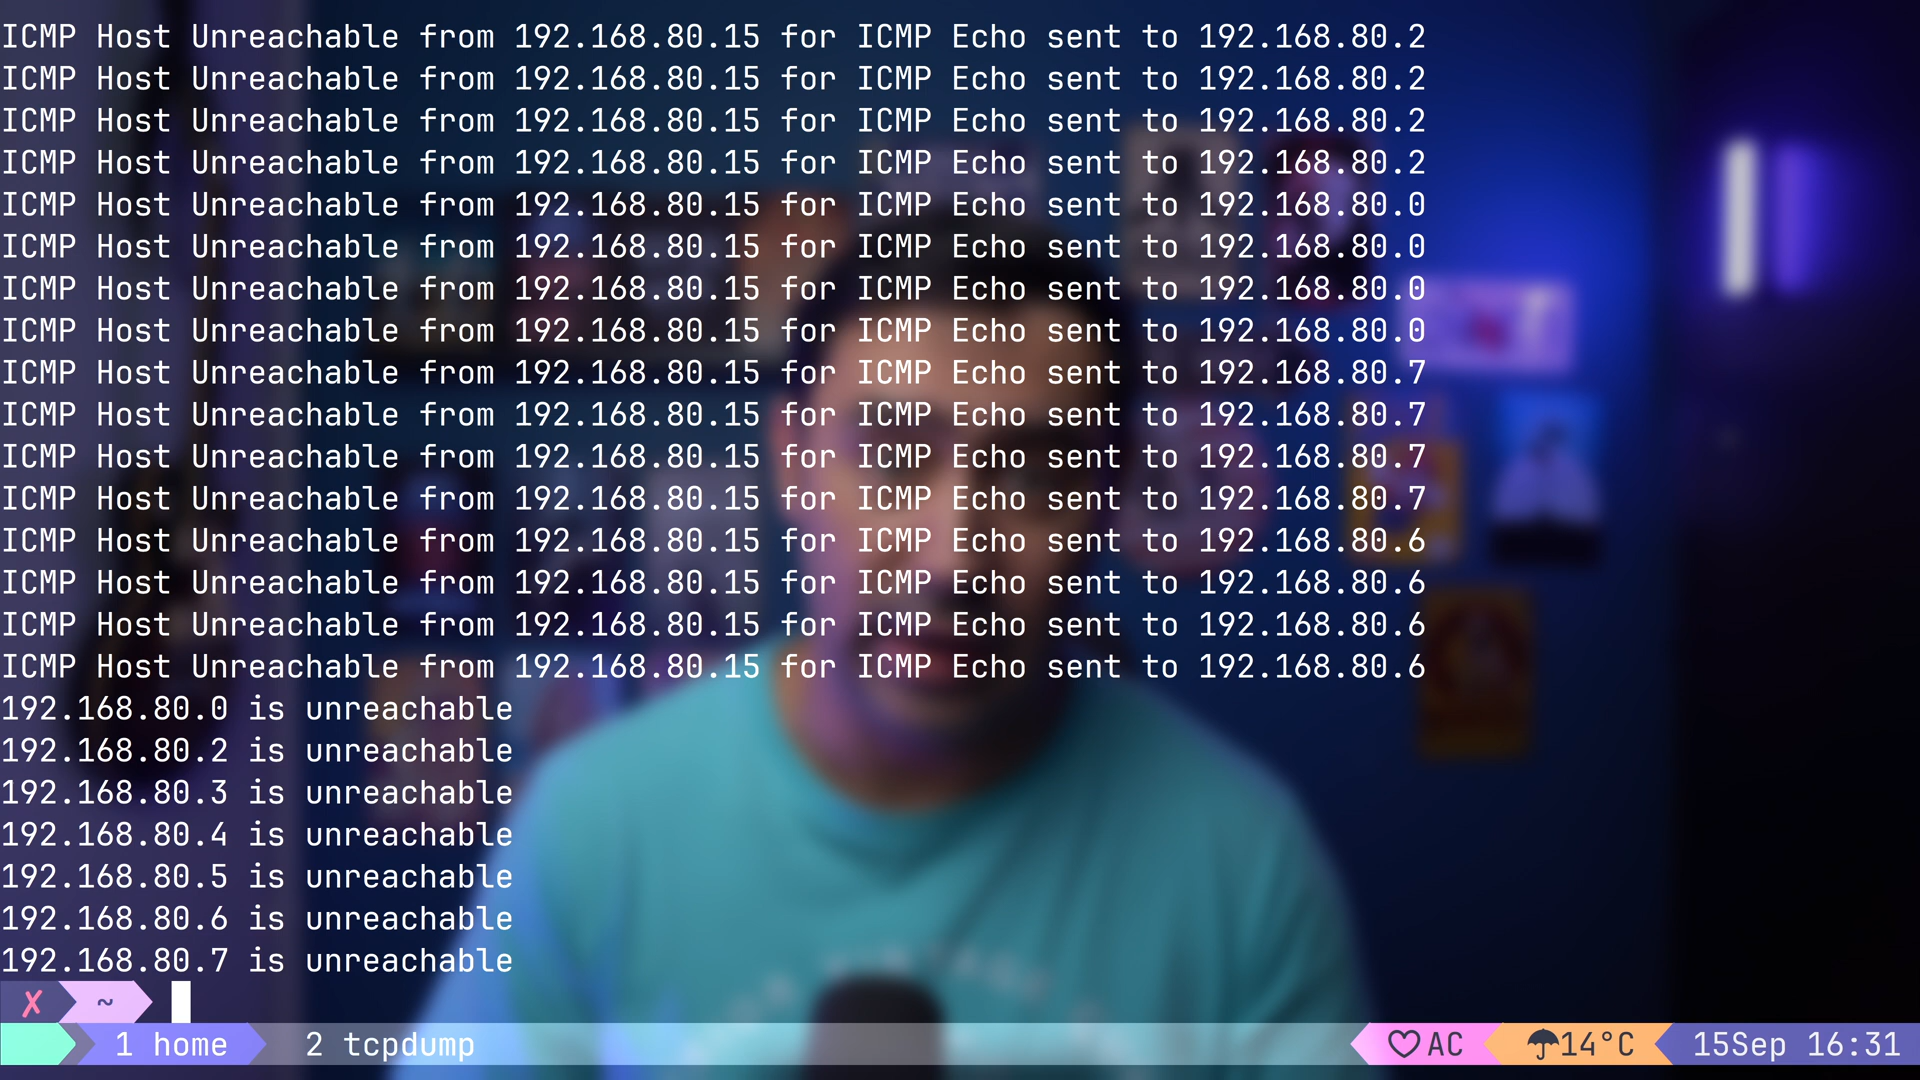 ICMP Host Unreachable from 192.168.80.15 for ICMP Echo sent to 192.168.80.2
ICMP Host Unreachable from 192.168.80.15 for ICMP Echo sent to 192.168.80.2
ICMP Host Unreachable from 192.168.80.15 for ICMP Echo sent to 192.168.80.2
ICMP Host Unreachable from 192.168.80.15 for ICMP Echo sent to 192.168.80.2
ICMP Host Unreachable from 192.168.80.15 for ICMP Echo sent to 192.168.80.0
ICMP Host Unreachable from 192.168.80.15 for ICMP Echo sent to 192.168.80.0
ICMP Host Unreachable from 192.168.80.15 for ICMP Echo sent to 192.168.80.0
ICMP Host Unreachable from 192.168.80.15 for ICMP Echo sent to 192.168.80.0
ICMP Host Unreachable from 192.168.80.15 for ICMP Echo sent to 192.168.80.7
ICMP Host Unreachable from 192.168.80.15 for ICMP Echo sent to 192.168.80.7
ICMP Host Unreachable from 192.168.80.15 for ICMP Echo sent to 192.168.80.7
ICMP Host Unreachable from 192.168.80.15 for ICMP Echo sent to 192.168.80.7
ICMP Host Unreachable from 192.168.80.15 for ICMP Echo sent to 192.168.80.6
ICMP Host Unreachable from 192.168.80.15 for ICMP Echo sent to 192.168.80.6
ICMP Host Unreachable from 192.168.80.15 for ICMP Echo sent to 192.168.80.6
ICMP Host Unreachable from 192.168.80.15 for ICMP Echo sent to 192.168.80.6
192.168.80.0 is unreachable
192.168.80.2 is unreachable
192.168.80.3 is unreachable
192.168.80.4 is unreachable
192.168.80.5 is unreachable
192.168.80.6 is unreachable
192.168.80.7 is unreachable
✗ ~
1 home 2 tcpdump ♡ AC ☂14°C 15Sep 16:31